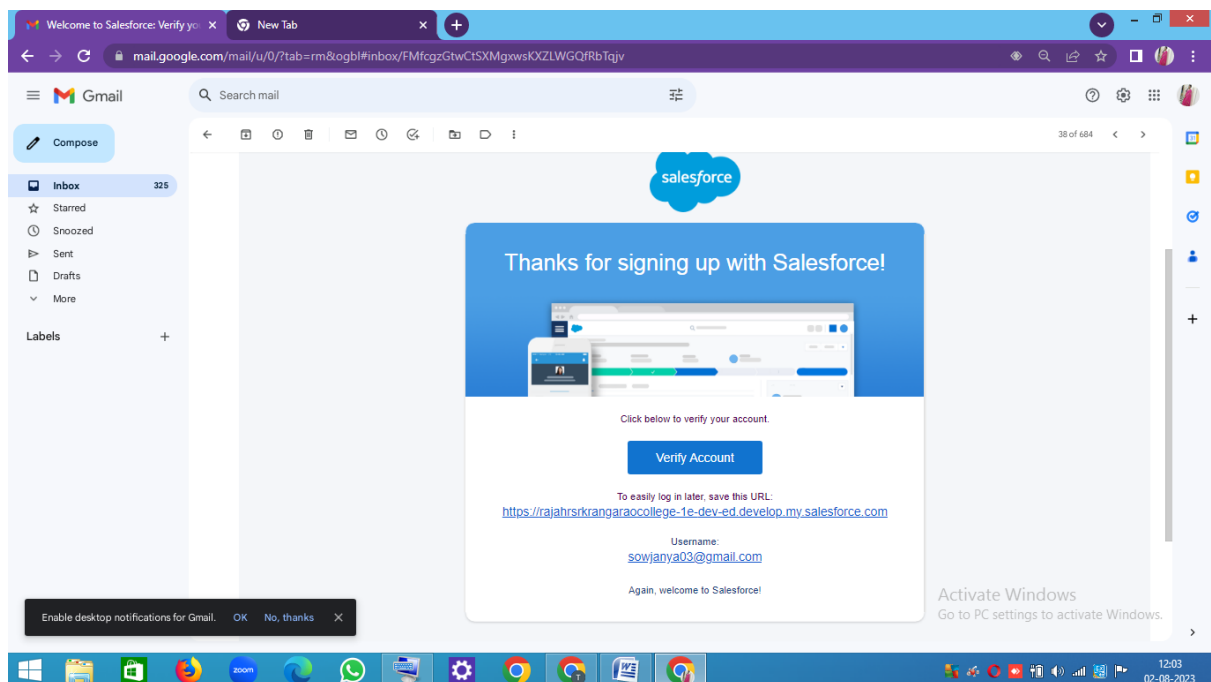 Welcome to Salesforce: Verify yo
New Tab
mail.google.com/mail/u/0/?tab=rm&ogbl#inbox/FMfcgzGtwCtSXMgxwsKXZLWGQfRbTqjv
Gmail
Search mail
Compose
38 of 684
Inbox 325
Starred
Snoozed
Sent
Drafts
More
Labels
salesforce
Thanks for signing up with Salesforce!
Click below to verify your account.
Verify Account
To easily log in later, save this URL:
https://rajahrsrkrangaraocollege-1e-dev-ed.develop.my.salesforce.com
Username:
sowjanya03@gmail.com
Again, welcome to Salesforce!
Activate Windows
Go to PC settings to activate Windows.
Enable desktop notifications for Gmail. OK No, thanks
zoom
12:03
02-08-2023